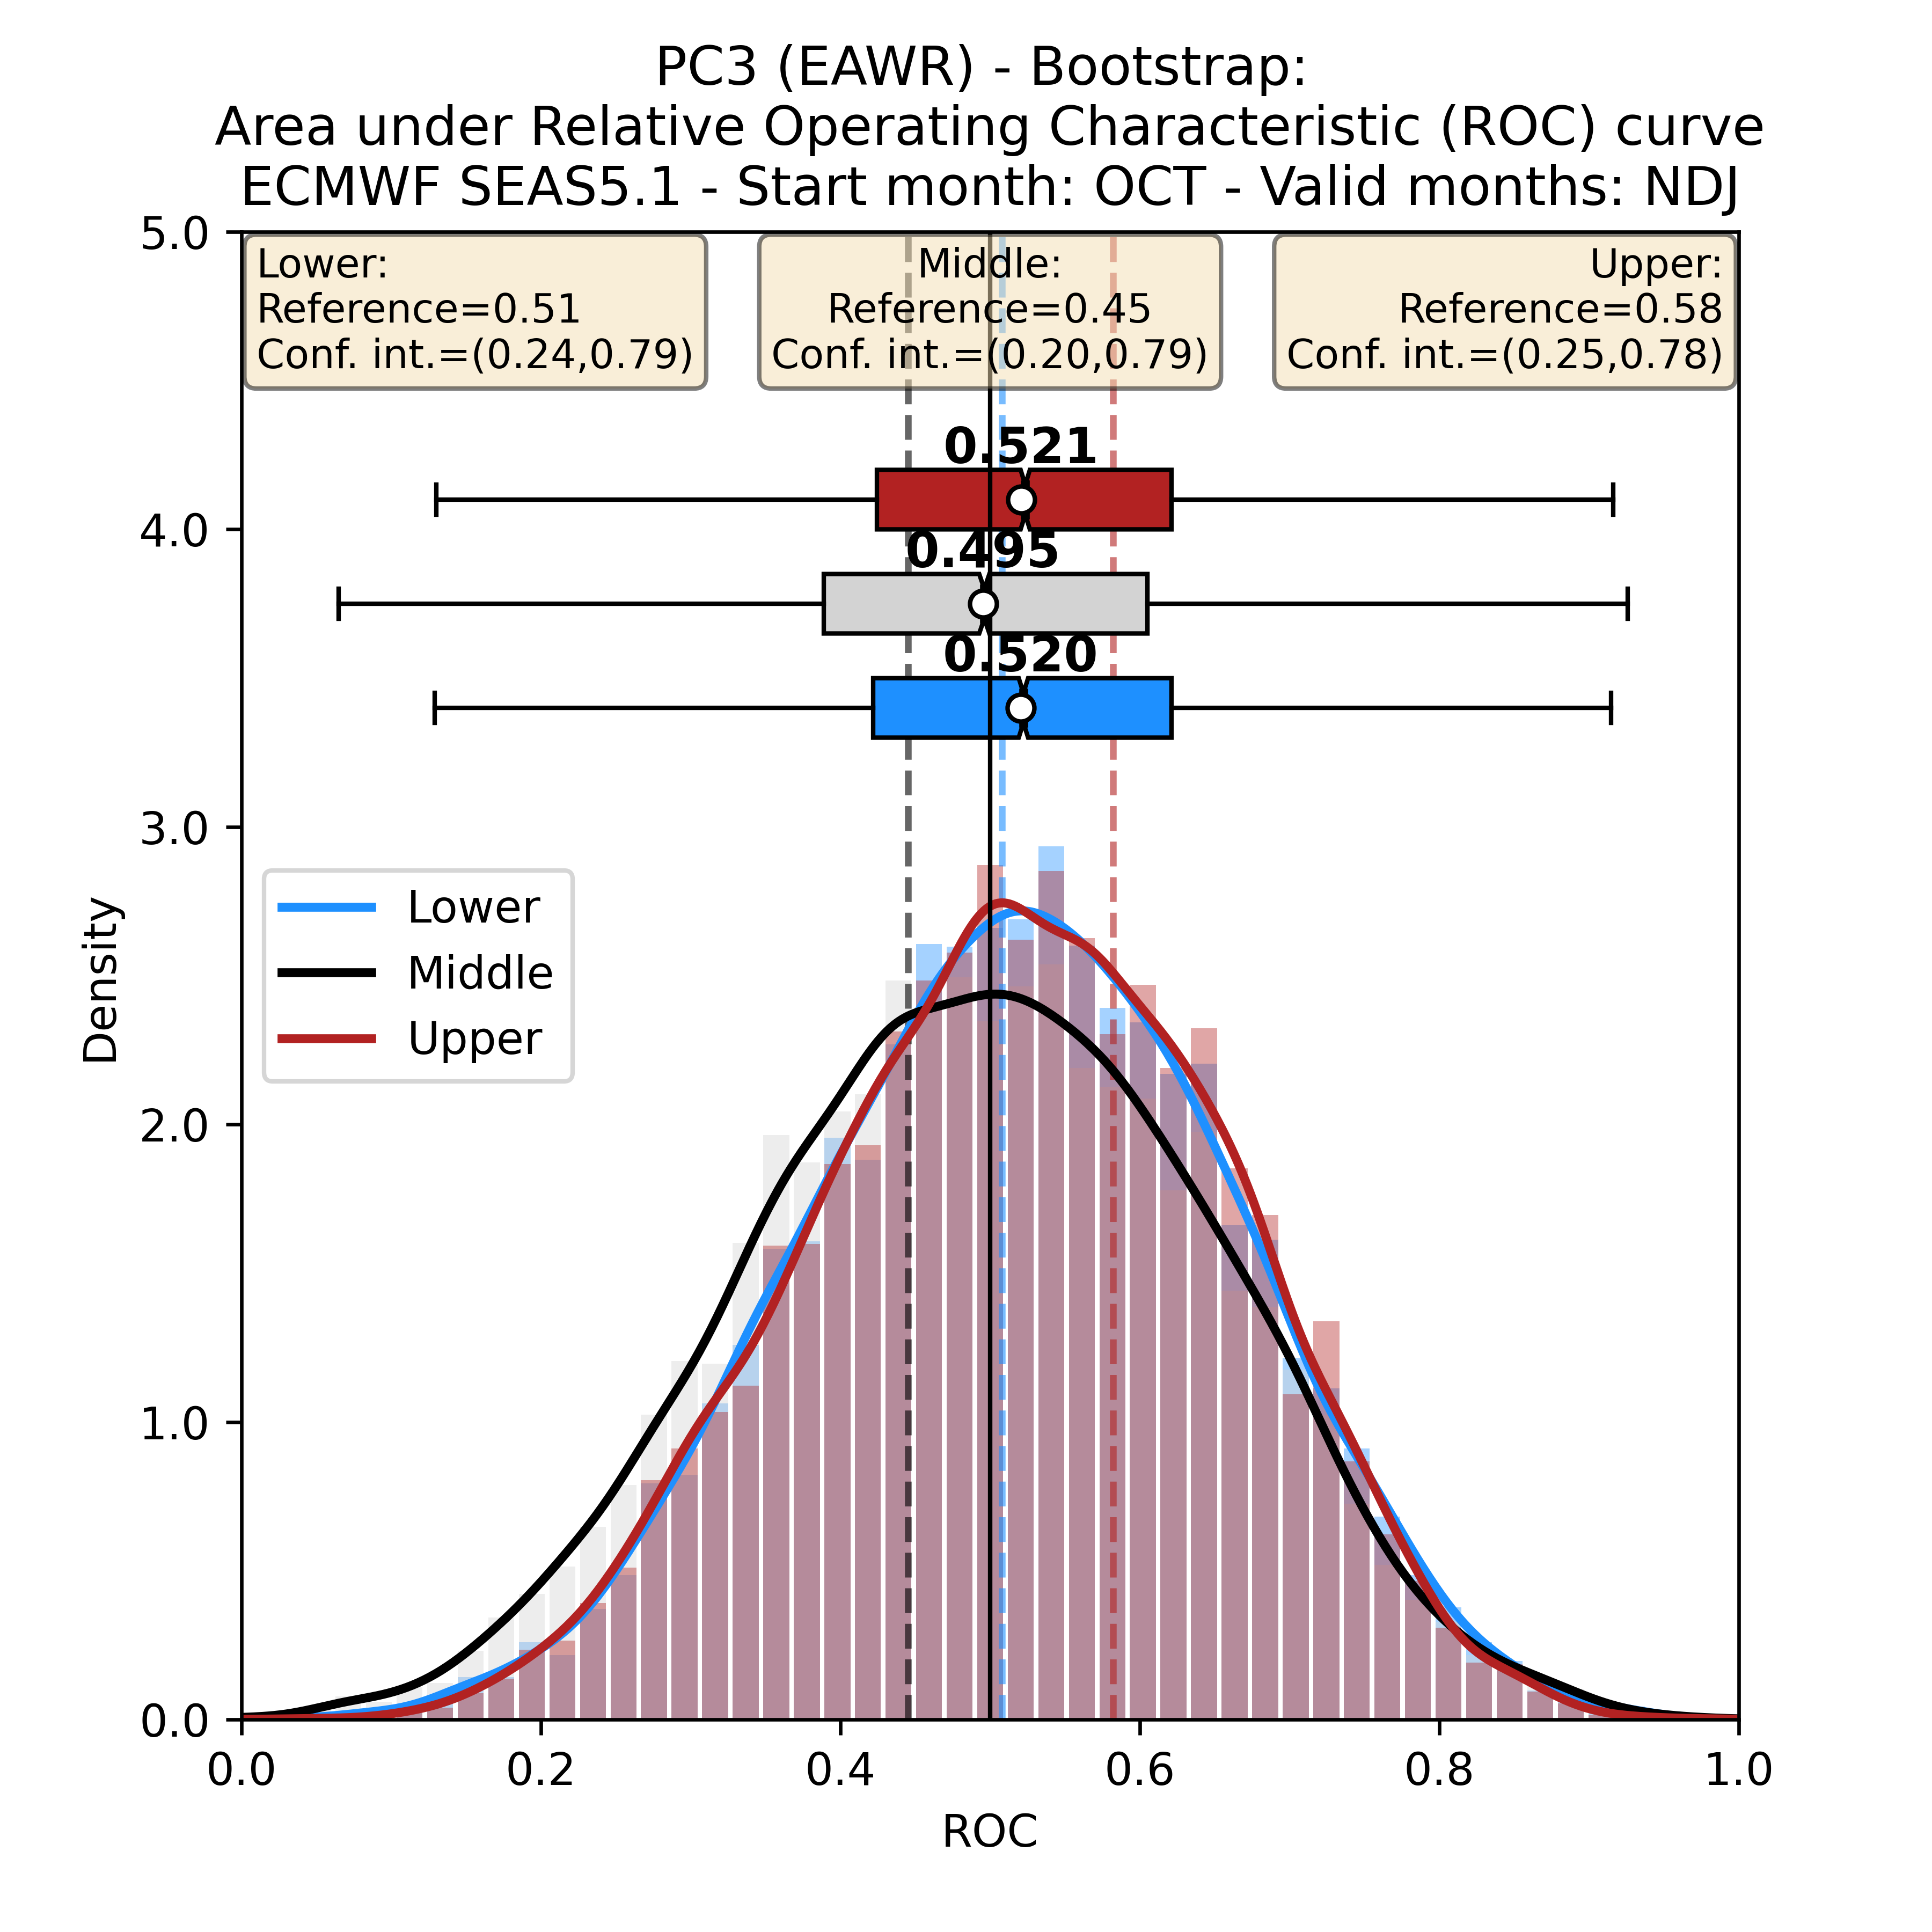 PC3 (EAWR) - Bootstrap:
Area under Relative Operating Characteristic (ROC) curve
ECMWF SEAS5.1 - Start month: OCT - Valid months: NDJ
Lower:
Reference=0.51
Conf. int.=(0.24,0.79)
Middle:
Reference=0.45
Conf. int.=(0.20,0.79)
Upper:
Reference=0.58
Conf. int.=(0.25,0.78)
0.521
0.495
0.520
Lower
Middle
Upper
Density
5.0
4.0
3.0
2.0
1.0
0.0
0.0 0.2 0.4 0.6 0.8 1.0
ROC